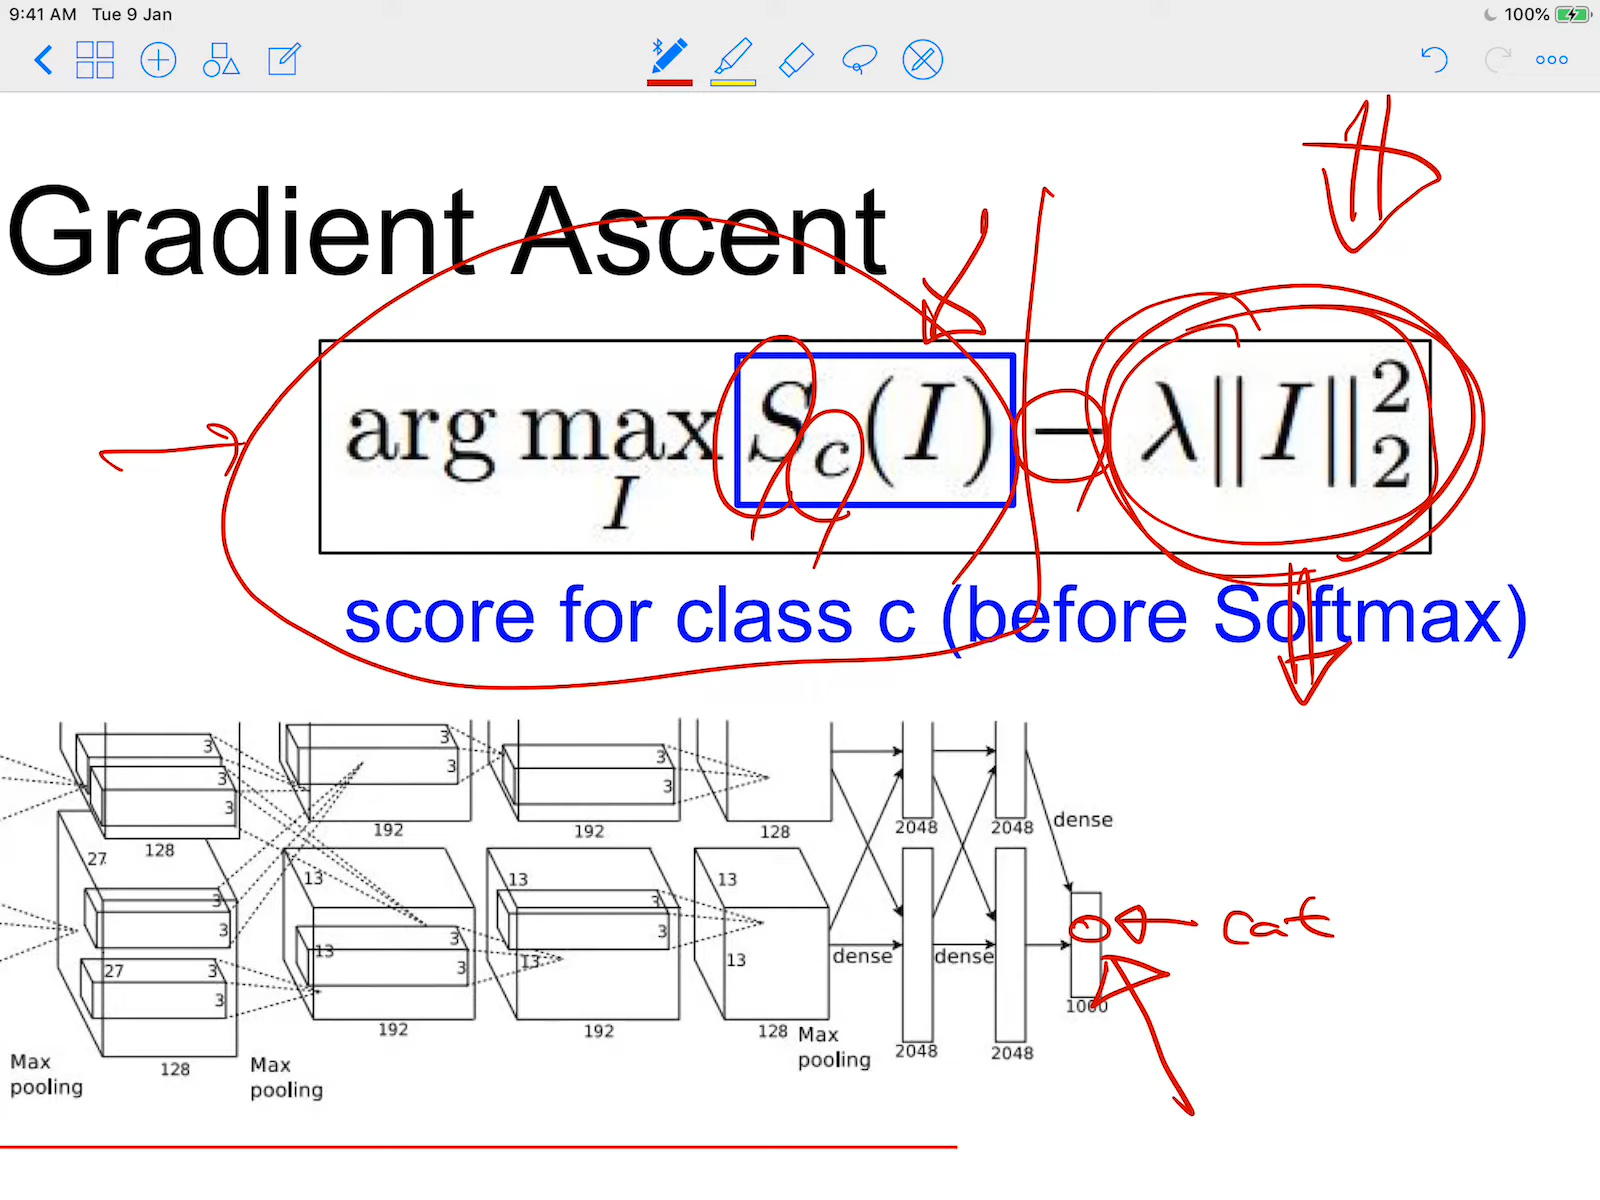 9:41 AM Tue 9 Jan
100%
Gradient Ascent
arg max S_c(I) − λ‖I‖₂²
I
score for class c (before Softmax)
3
3
3
3
3
3
3
3
128
192
192
128
2048
2048
dense
27
13
13
13
3
3
3
3
3
3
cat
27
3
3
13
13
13
dense
dense
1000
192
192
128
Max
pooling
2048
2048
128
Max
pooling
Max
pooling